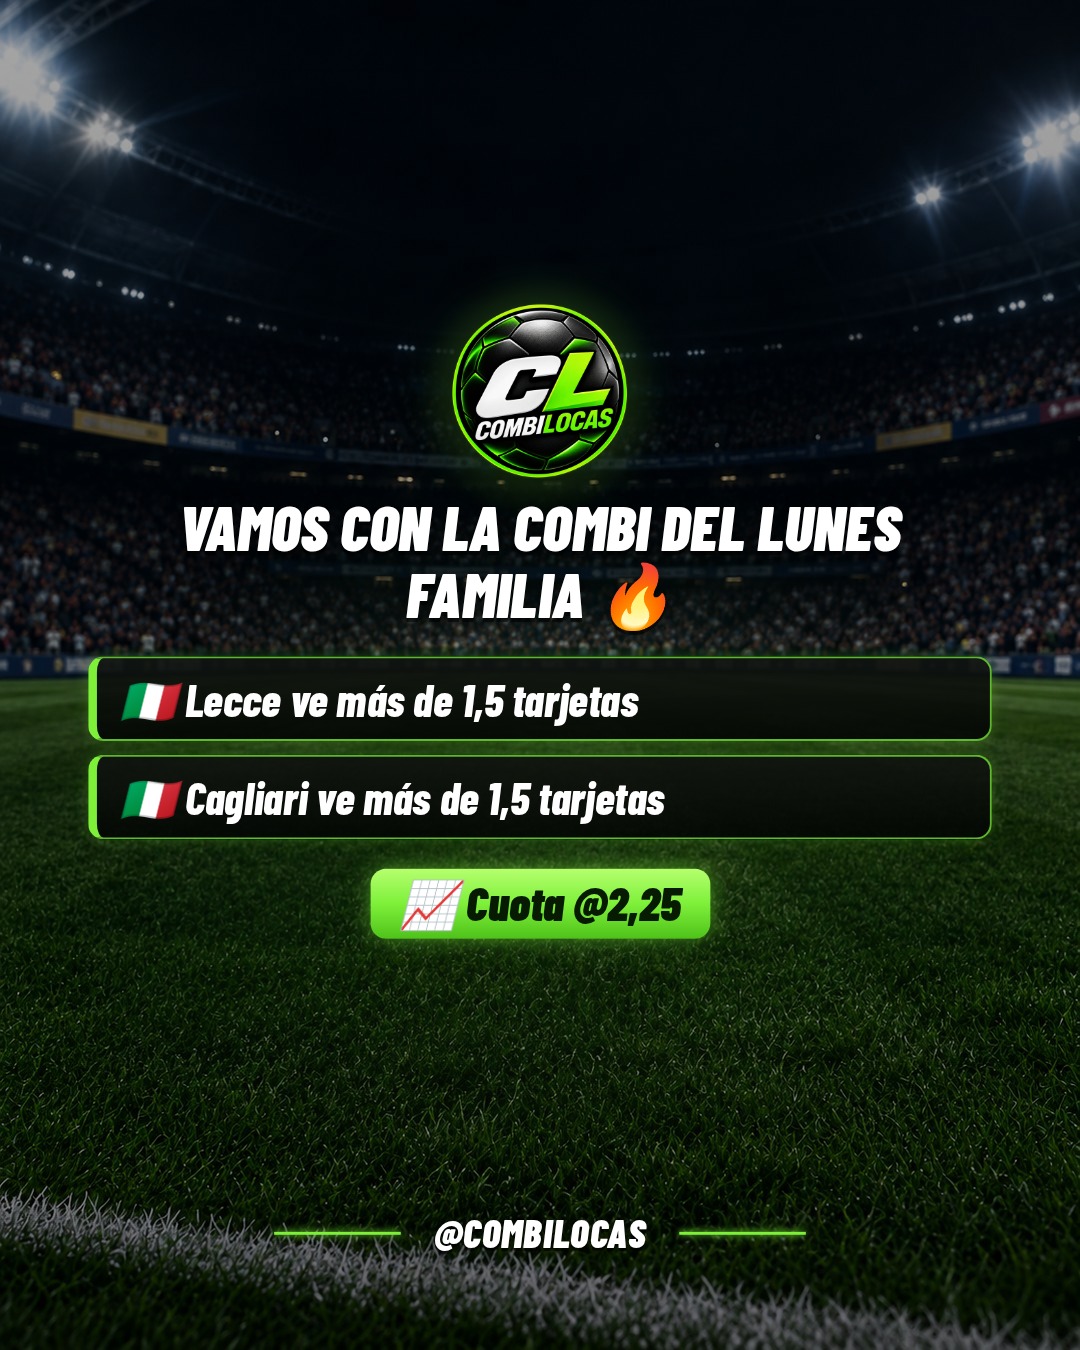 CL
COMBILOCAS
VAMOS CON LA COMBI DEL LUNES
FAMILIA 🔥
🇮🇹 Lecce ve más de 1,5 tarjetas
🇮🇹 Cagliari ve más de 1,5 tarjetas
📈 Cuota @2,25
@COMBILOCAS